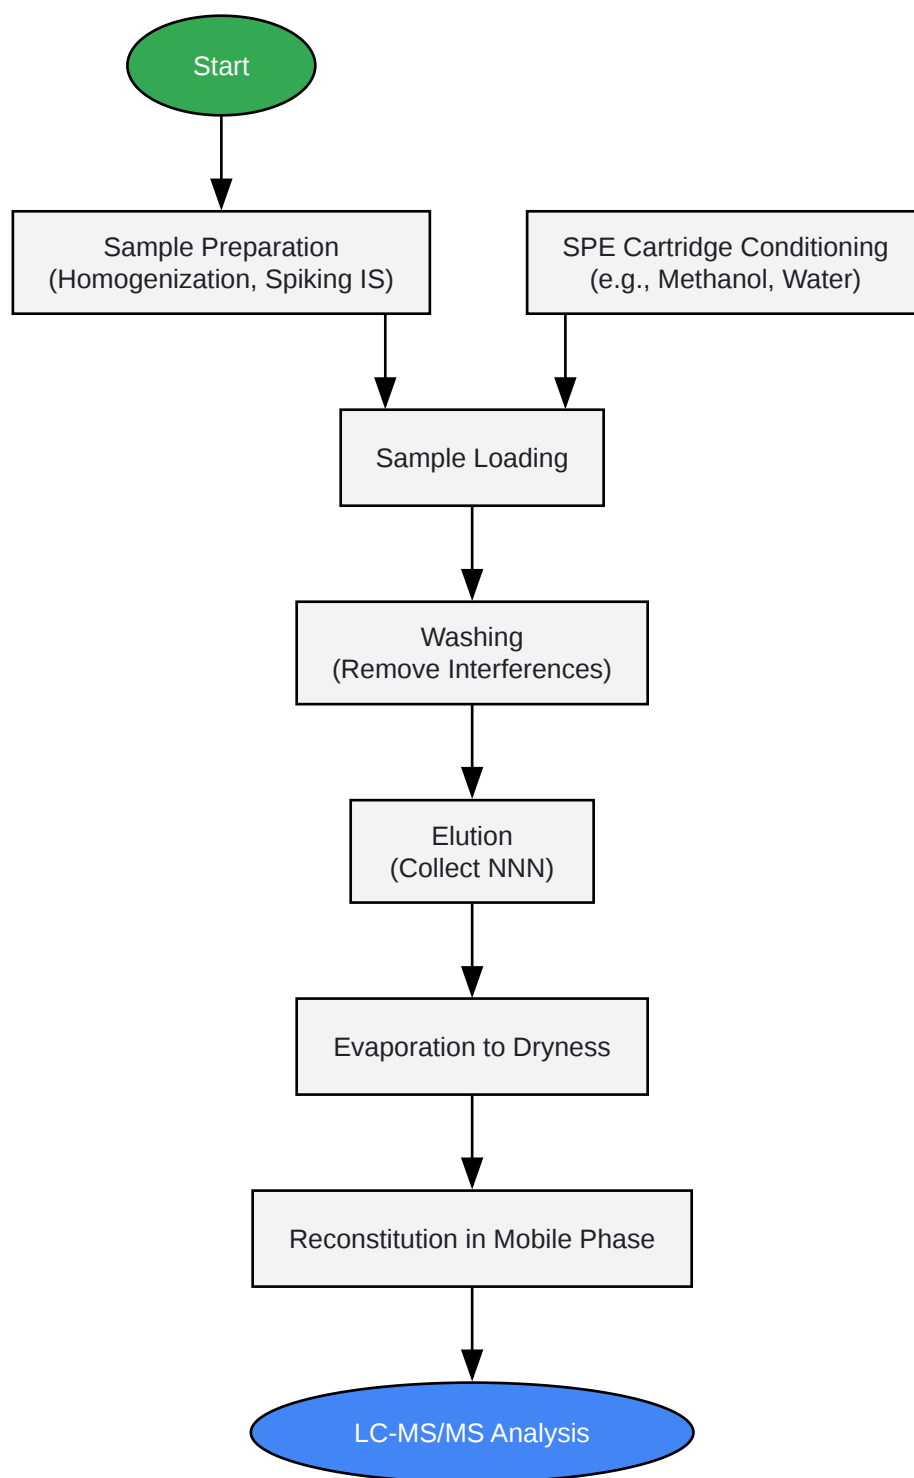 Start
Sample Preparation
(Homogenization, Spiking IS)
SPE Cartridge Conditioning
(e.g., Methanol, Water)
Sample Loading
Washing
(Remove Interferences)
Elution
(Collect NNN)
Evaporation to Dryness
Reconstitution in Mobile Phase
LC-MS/MS Analysis